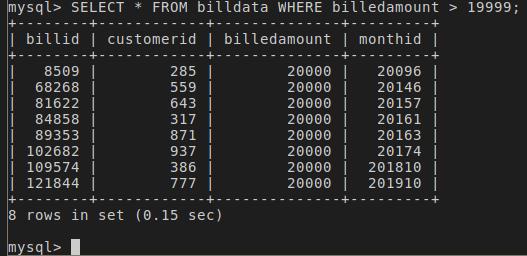 mysql> SELECT * FROM billdata WHERE billedamount > 19999;
+--------+------------+--------------+---------+
| billid | customerid | billedamount | monthid |
+--------+------------+--------------+---------+
|   8509 |        285 |        20000 |   20096 |
|  68268 |        559 |        20000 |   20146 |
|  81622 |        643 |        20000 |   20157 |
|  84858 |        317 |        20000 |   20161 |
|  89353 |        871 |        20000 |   20163 |
| 102682 |        937 |        20000 |   20174 |
| 109574 |        386 |        20000 |  201810 |
| 121844 |        777 |        20000 |  201910 |
+--------+------------+--------------+---------+
8 rows in set (0.15 sec)
mysql>